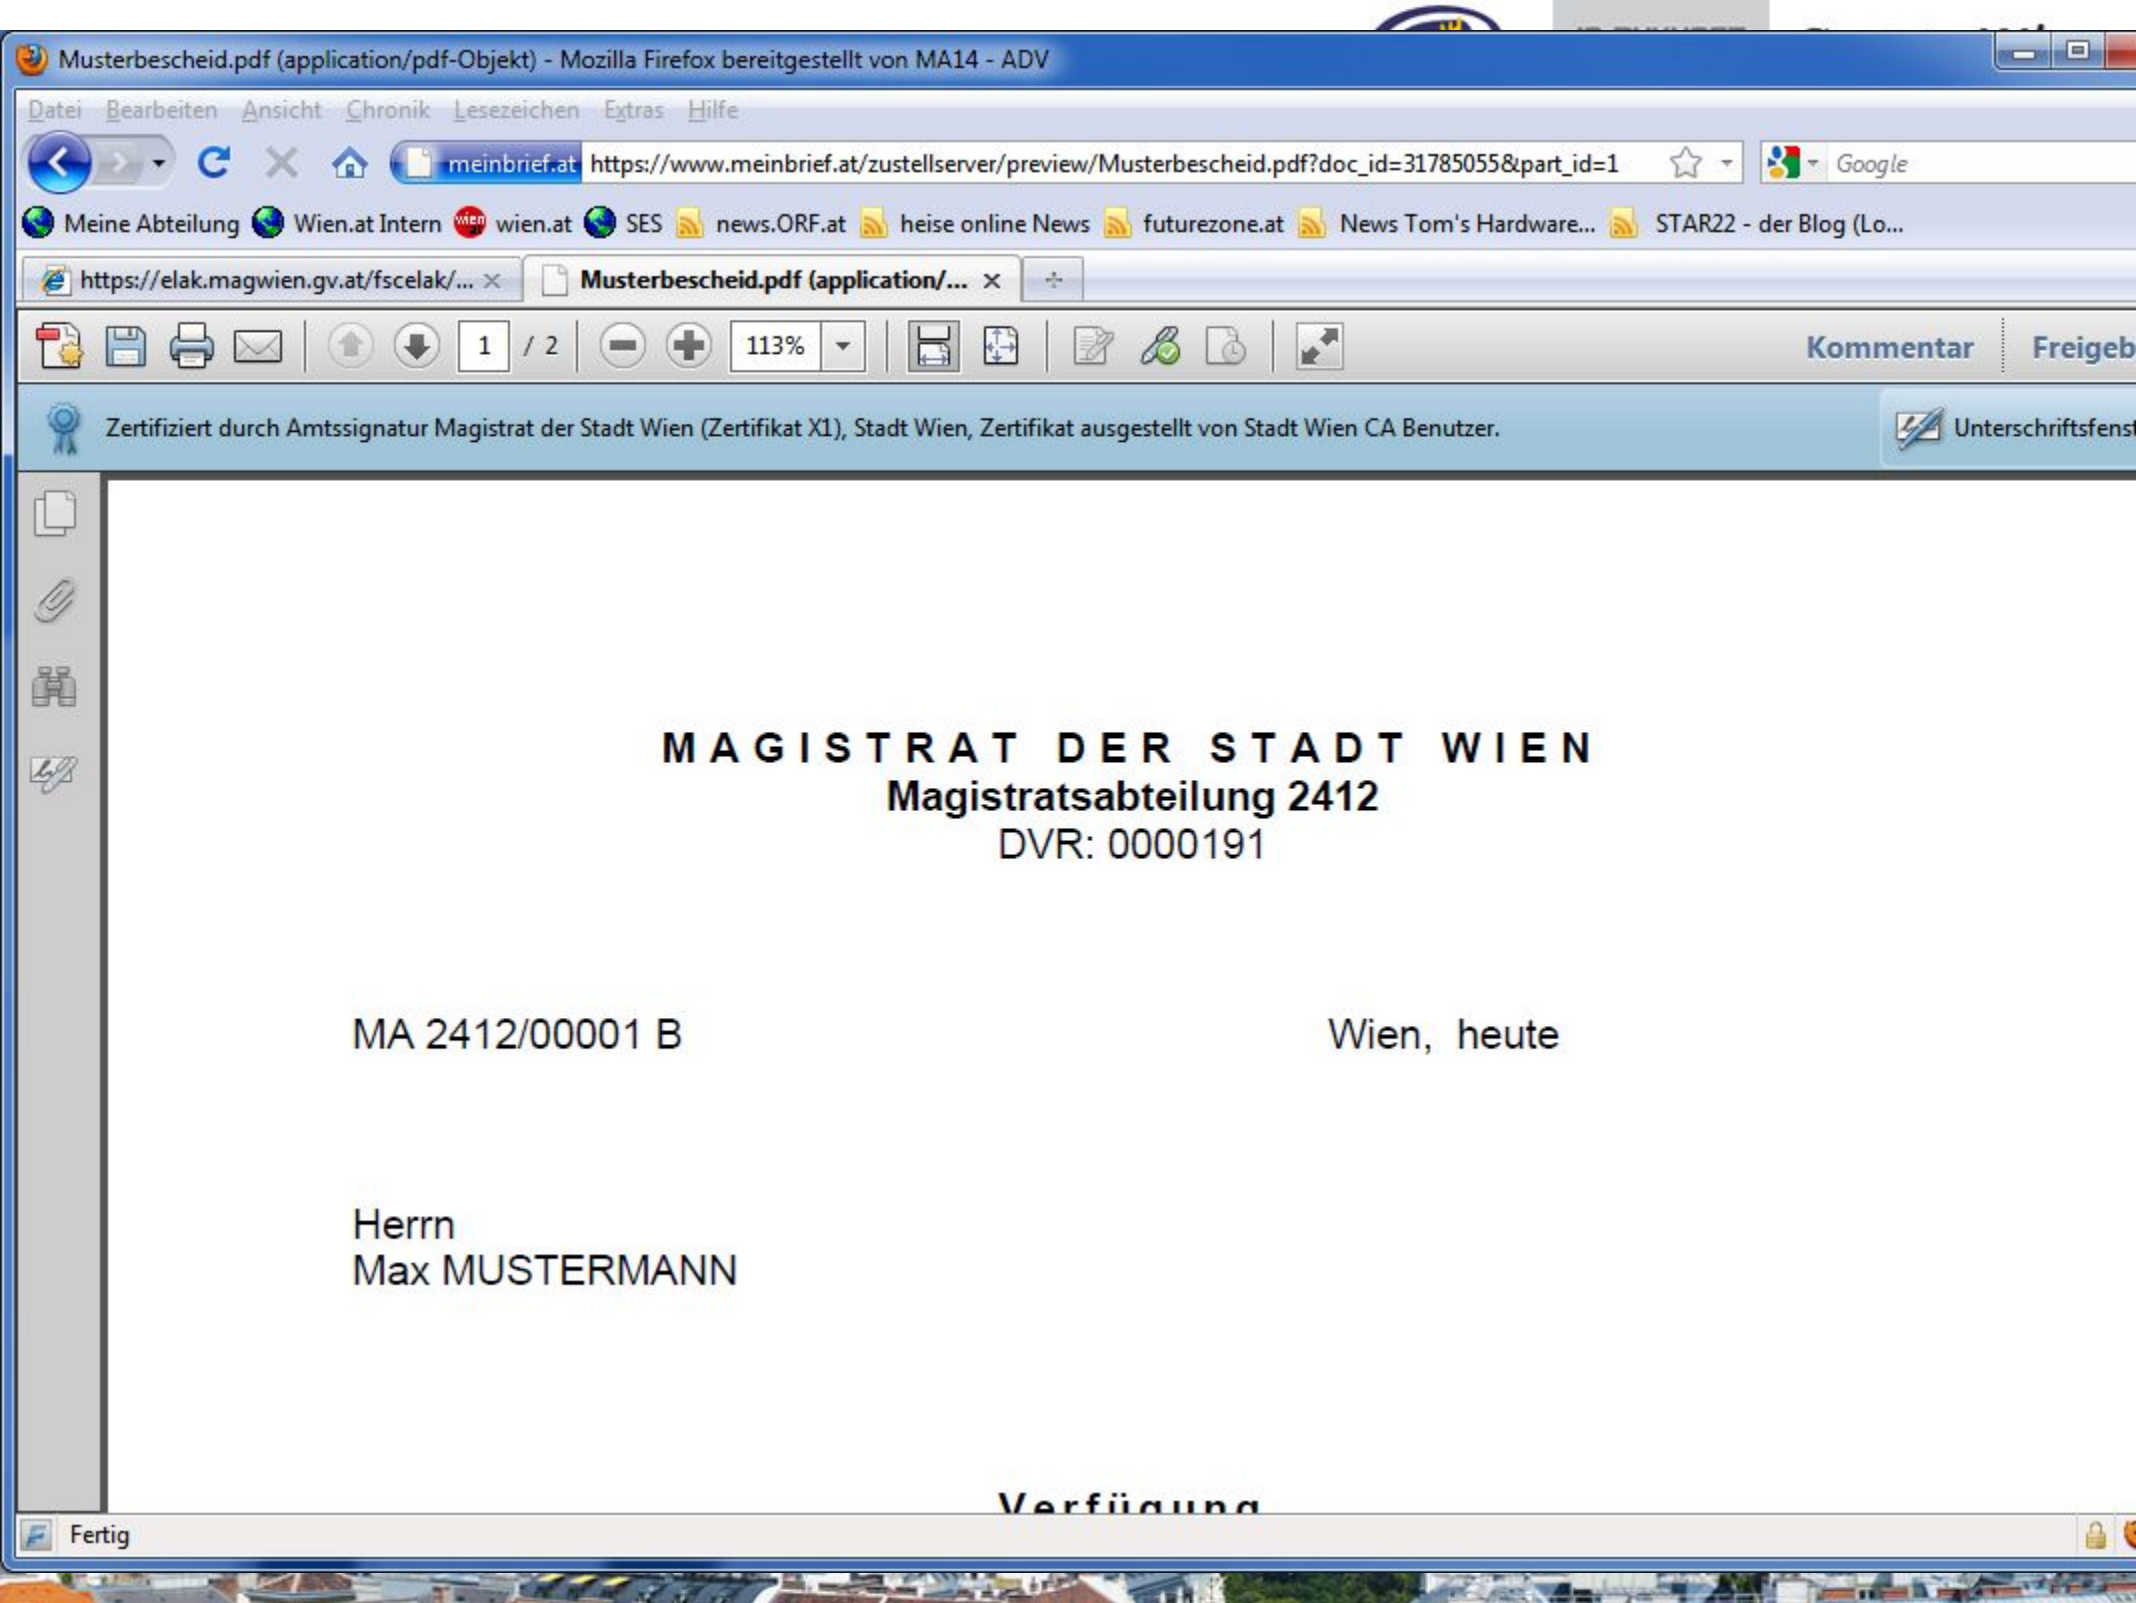 Musterbescheid.pdf (application/pdf-Objekt) - Mozilla Firefox bereitgestellt von MA14 - ADV
Datei Bearbeiten Ansicht Chronik Lesezeichen Extras Hilfe
meinbrief.at https://www.meinbrief.at/zustellserver/preview/Musterbescheid.pdf?doc_id=31785055&part_id=1 Google
Meine Abteilung Wien.at Intern wien wien.at SES news.ORF.at heise online News futurezone.at News Tom's Hardware... STAR22 - der Blog (Lo...
https://elak.magwien.gv.at/fscelak/... Musterbescheid.pdf (application/...
1 / 2 113% Kommentar Freigeb
Zertifiziert durch Amtssignatur Magistrat der Stadt Wien (Zertifikat X1), Stadt Wien, Zertifikat ausgestellt von Stadt Wien CA Benutzer. Unterschriftsfenst
MAGISTRAT DER STADT WIEN
Magistratsabteilung 2412
DVR: 0000191
MA 2412/00001 B Wien, heute
Herrn
Max MUSTERMANN
Verfügung
Fertig